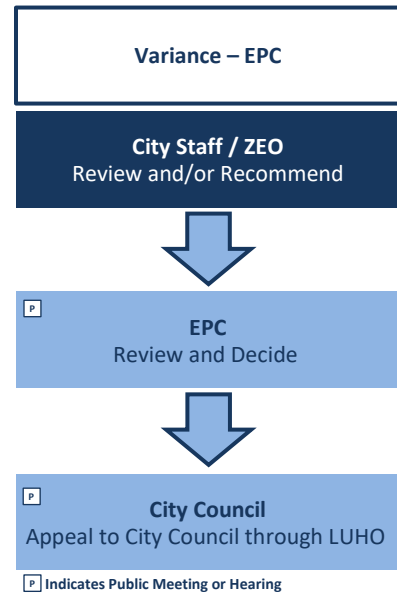 Variance – EPC
City Staff / ZEO
Review and/or Recommend
P
EPC
Review and Decide
P
City Council
Appeal to City Council through LUHO
P Indicates Public Meeting or Hearing